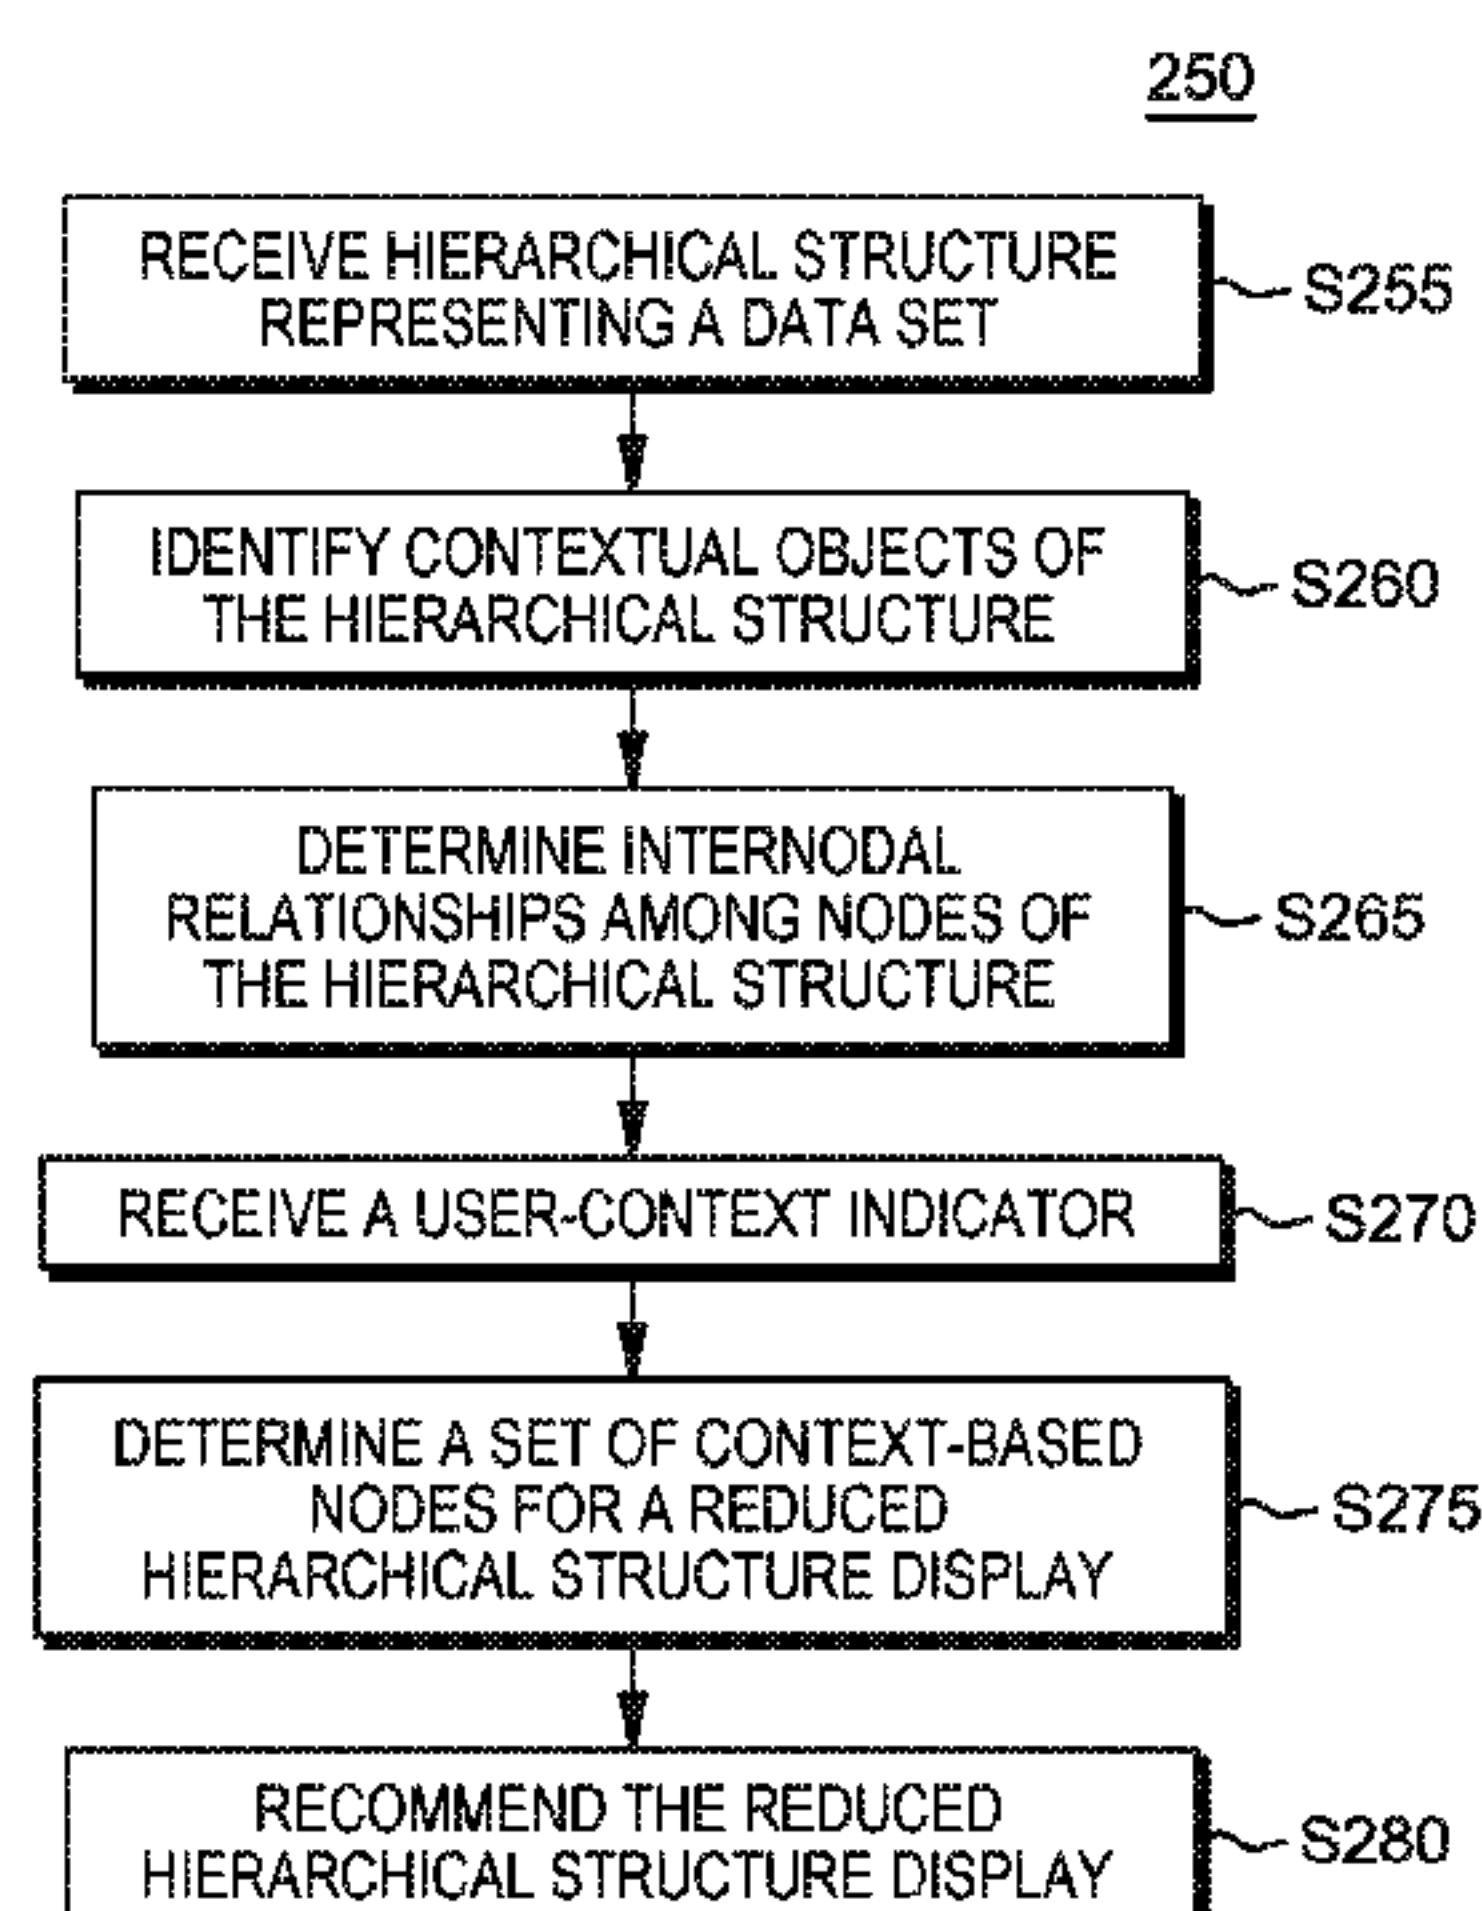 250
RECEIVE HIERARCHICAL STRUCTURE
REPRESENTING A DATA SET
S255
IDENTIFY CONTEXTUAL OBJECTS OF
THE HIERARCHICAL STRUCTURE
S260
DETERMINE INTERNODAL
RELATIONSHIPS AMONG NODES OF
THE HIERARCHICAL STRUCTURE
S265
RECEIVE A USER-CONTEXT INDICATOR
S270
DETERMINE A SET OF CONTEXT-BASED
NODES FOR A REDUCED
HIERARCHICAL STRUCTURE DISPLAY
S275
RECOMMEND THE REDUCED
HIERARCHICAL STRUCTURE DISPLAY
S280